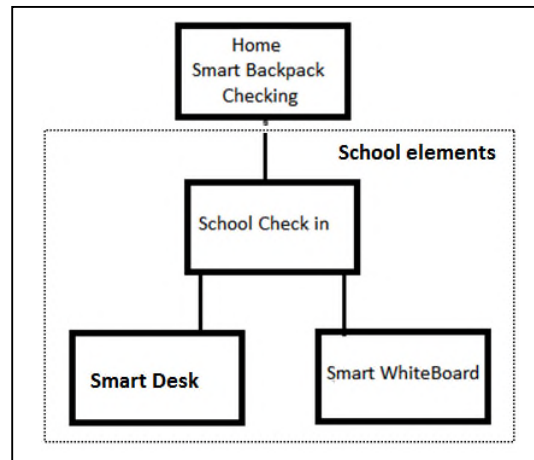 Home
Smart Backpack
Checking
School elements
School Check in
Smart Desk
Smart WhiteBoard